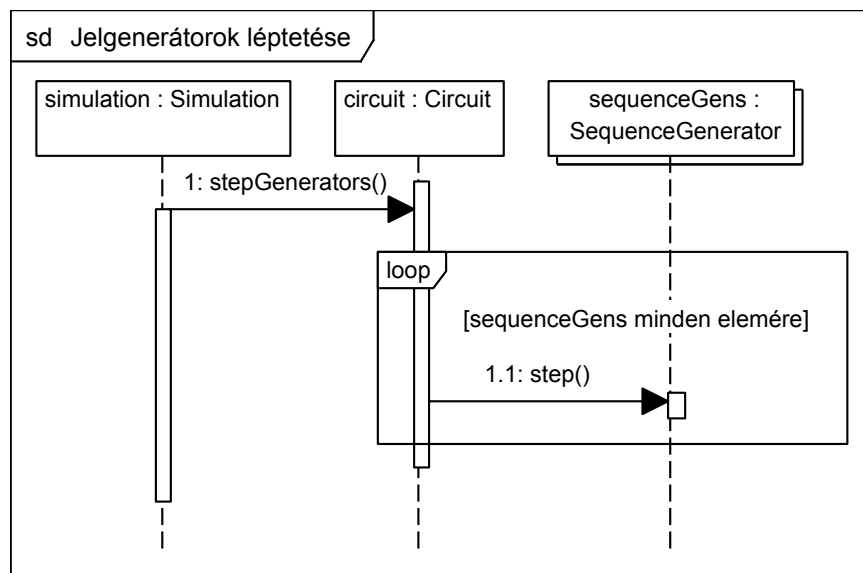 sd Jelgenerátorok léptetése
simulation : Simulation
circuit : Circuit
sequenceGens :
SequenceGenerator
1: stepGenerators()
loop
[sequenceGens minden elemére]
1.1: step()